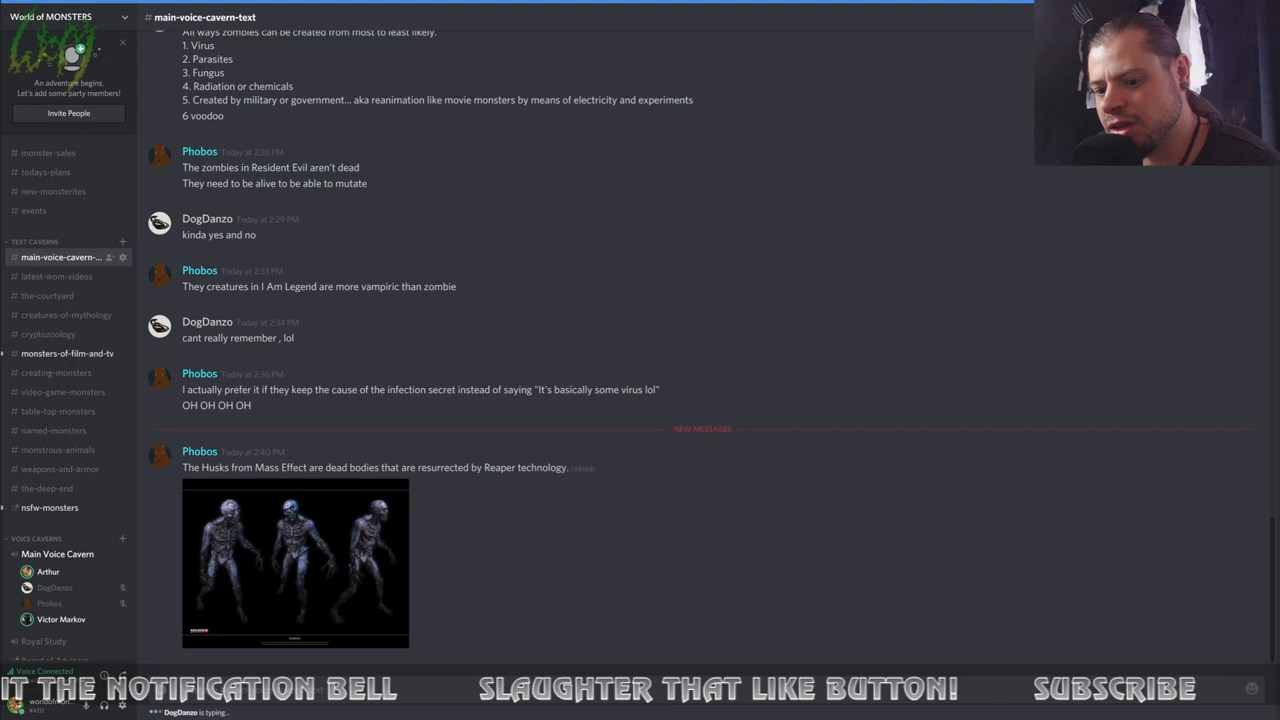 World of MONSTERS
An adventure begins.
Let's add some party members!
Invite People
# monster-sales
# todays-plans
# new-monsterites
# events
TEXT CAVERNS
# main-voice-cavern-...
# latest-wom-videos
# the-courtyard
# creatures-of-mythology
# cryptozoology
# monsters-of-film-and-tv
# creating-monsters
# video-game-monsters
# table-top-monsters
# named-monsters
# monstrous-animals
# weapons-and-armor
# the-deep-end
nsfw-monsters
VOICE CAVERNS
Main Voice Cavern
Arthur
DogDanzo
Phobos
Victor Markov
Royal Study
Voice Connected
# main-voice-cavern-text
All ways zombies can be created from most to least likely.
1. Virus
2. Parasites
3. Fungus
4. Radiation or chemicals
5. Created by military or government... aka reanimation like movie monsters by means of electricity and experiments
6 voodoo
Phobos Today at 2:28 PM
The zombies in Resident Evil aren't dead
They need to be alive to be able to mutate
DogDanzo Today at 2:29 PM
kinda yes and no
Phobos Today at 2:33 PM
They creatures in I Am Legend are more vampiric than zombie
DogDanzo Today at 2:34 PM
cant really remember , lol
Phobos Today at 2:36 PM
I actually prefer it if they keep the cause of the infection secret instead of saying "It's basically some virus lol"
OH OH OH OH
NEW MESSAGES
Phobos Today at 2:40 PM
The Husks from Mass Effect are dead bodies that are resurrected by Reaper technology. (edited)
IT THE NOTIFICATION BELL SLAUGHTER THAT LIKE BUTTON! SUBSCRIBE
DogDanzo is typing...